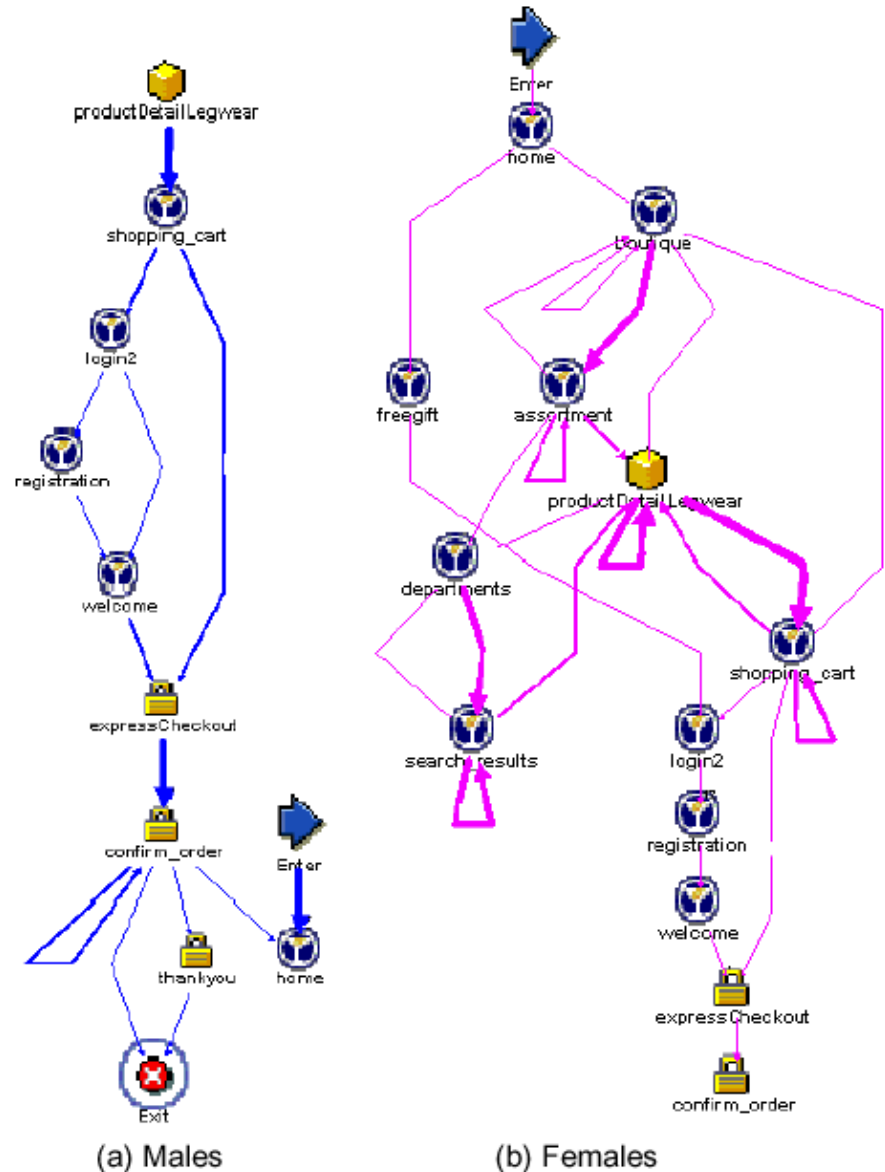 productDetailLegwear
shopping_cart
login2
registration
welcome
expressCheckout
confirm_order
Enter
thankyou
home
Exit
(a) Males
Enter
home
boutique
freegift
assortment
productDetailLegwear
departments
shopping_cart
search_results
login2
registration
welcome
expressCheckout
confirm_order
(b) Females